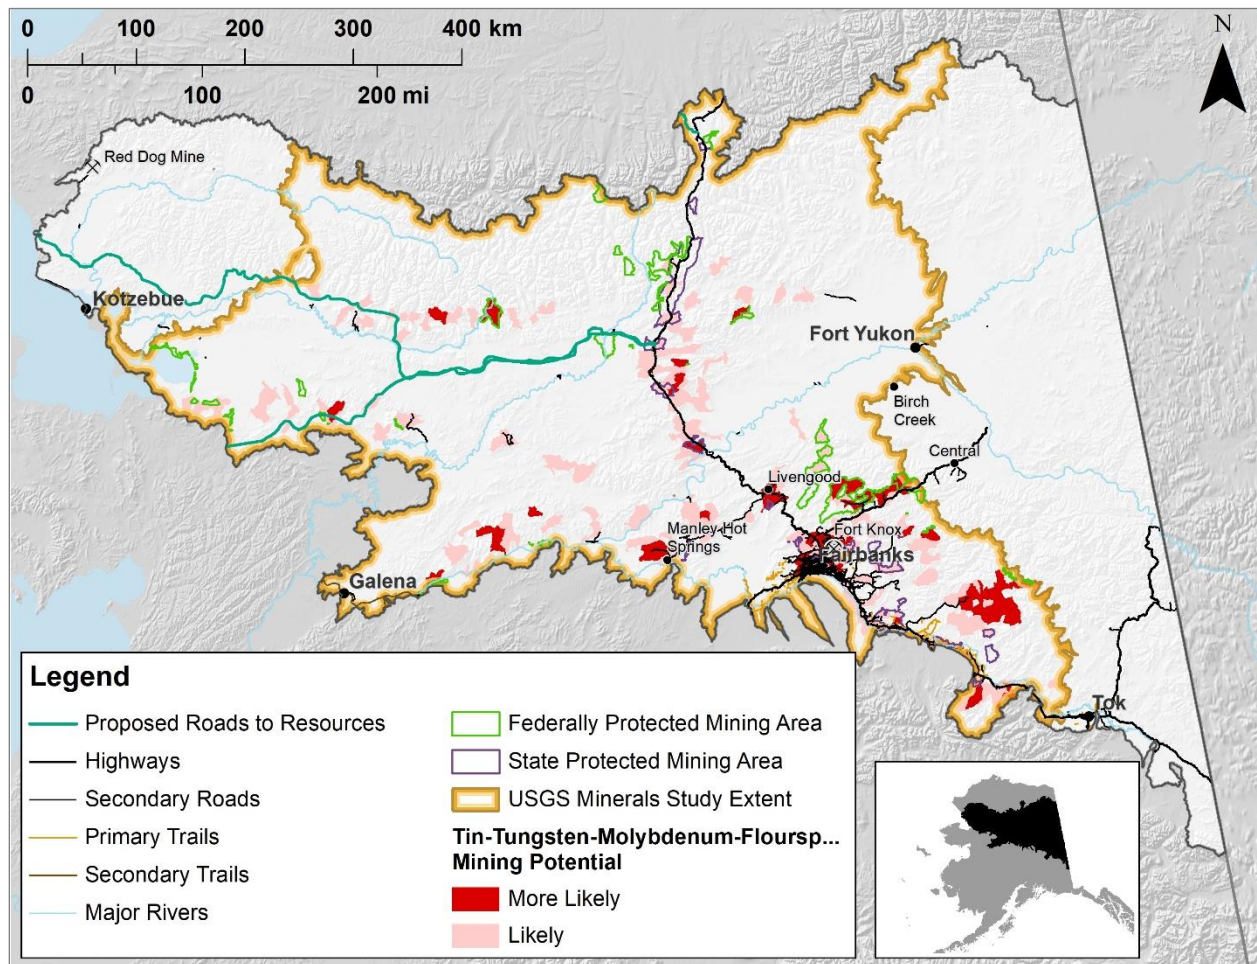 0 100 200 300 400 km
0 100 200 mi
N
Red Dog Mine
Kotzebue
Fort Yukon
Birch
Creek
Central
Livengood
Manley Hot
Springs
Fort Knox
Fairbanks
Galena
Tok
Legend
Proposed Roads to Resources
Highways
Secondary Roads
Primary Trails
Secondary Trails
Major Rivers
Federally Protected Mining Area
State Protected Mining Area
USGS Minerals Study Extent
Tin-Tungsten-Molybdenum-Floursp...
Mining Potential
More Likely
Likely